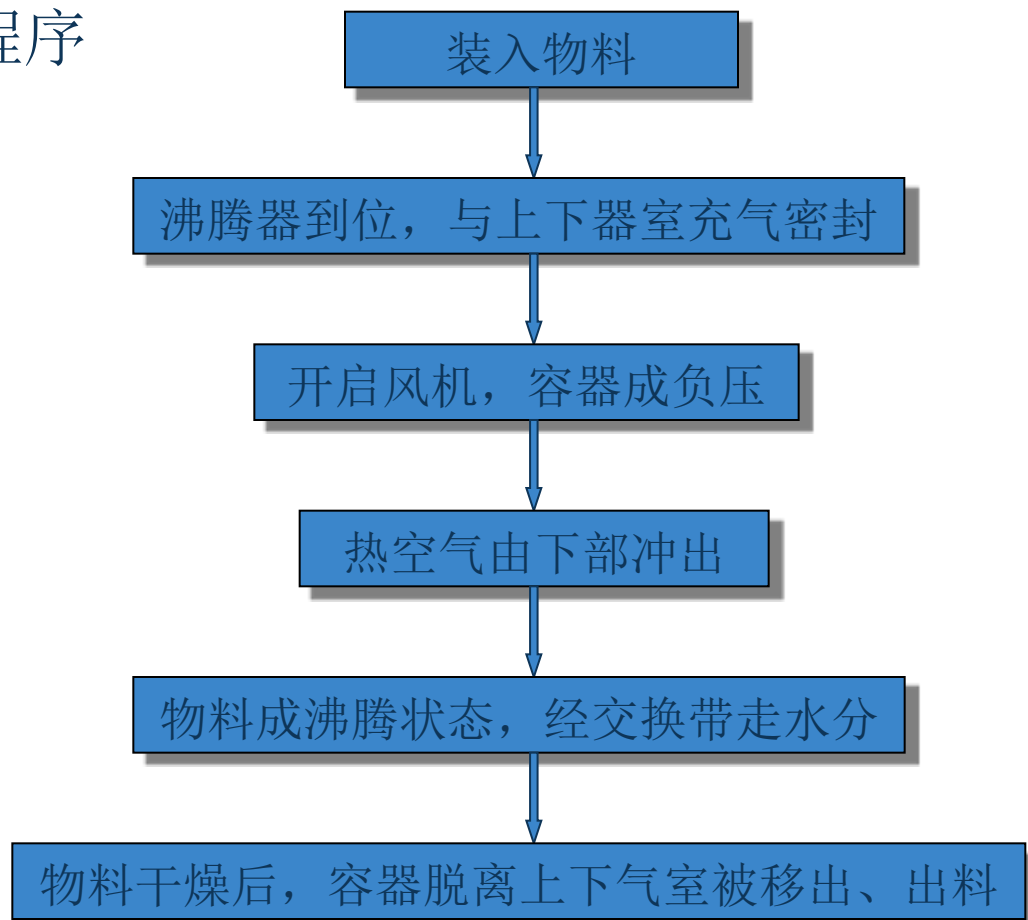 程序
装入物料
沸腾器到位，与上下器室充气密封
开启风机，容器成负压
热空气由下部冲出
物料成沸腾状态，经交换带走水分
物料干燥后，容器脱离上下气室被移出、出料